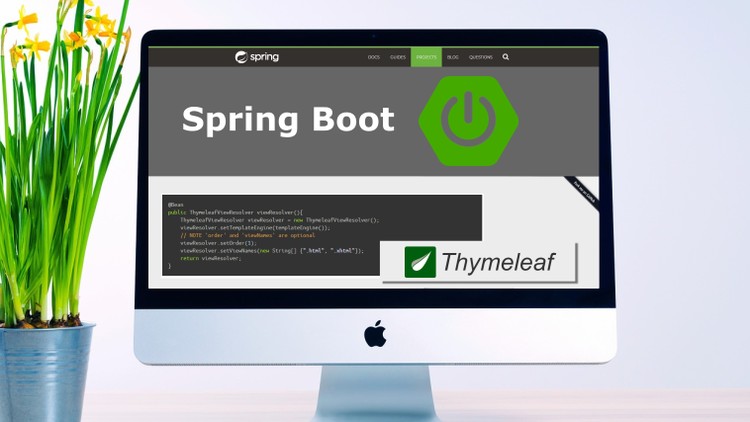 spring
DOCS GUIDES PROJECTS BLOG QUESTIONS
Spring Boot
@Bean
public ThymeleafViewResolver viewResolver(){
ThymeleafViewResolver viewResolver = new ThymeleafViewResolver();
viewResolver.setTemplateEngine(templateEngine());
// NOTE 'order' and 'viewNames' are optional
viewResolver.setOrder(1);
viewResolver.setViewNames(new String[] {".html", ".xhtml"});
return viewResolver;
}
Thymeleaf